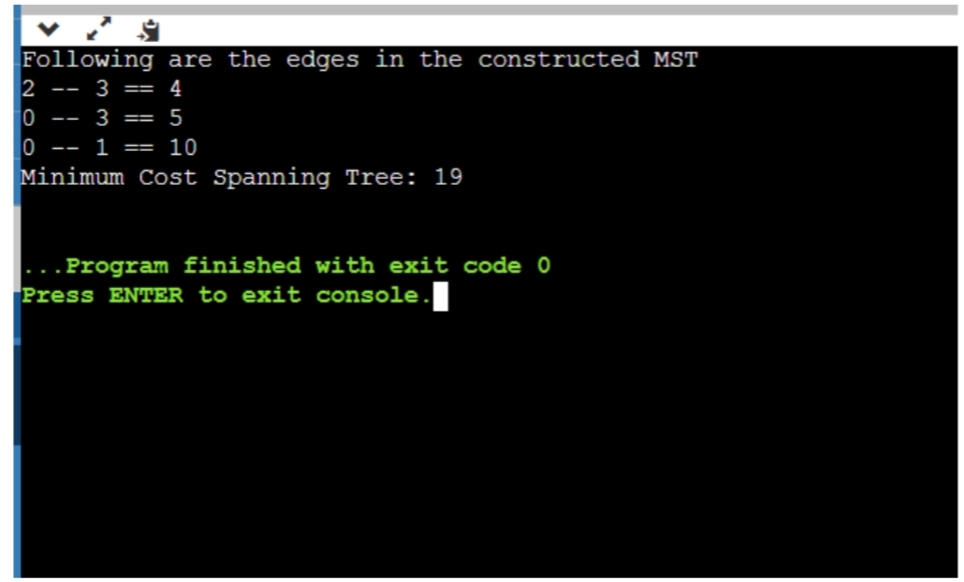 Following are the edges in the constructed MST
2 -- 3 == 4
0 -- 3 == 5
0 -- 1 == 10
Minimum Cost Spanning Tree: 19
...Program finished with exit code 0
Press ENTER to exit console.